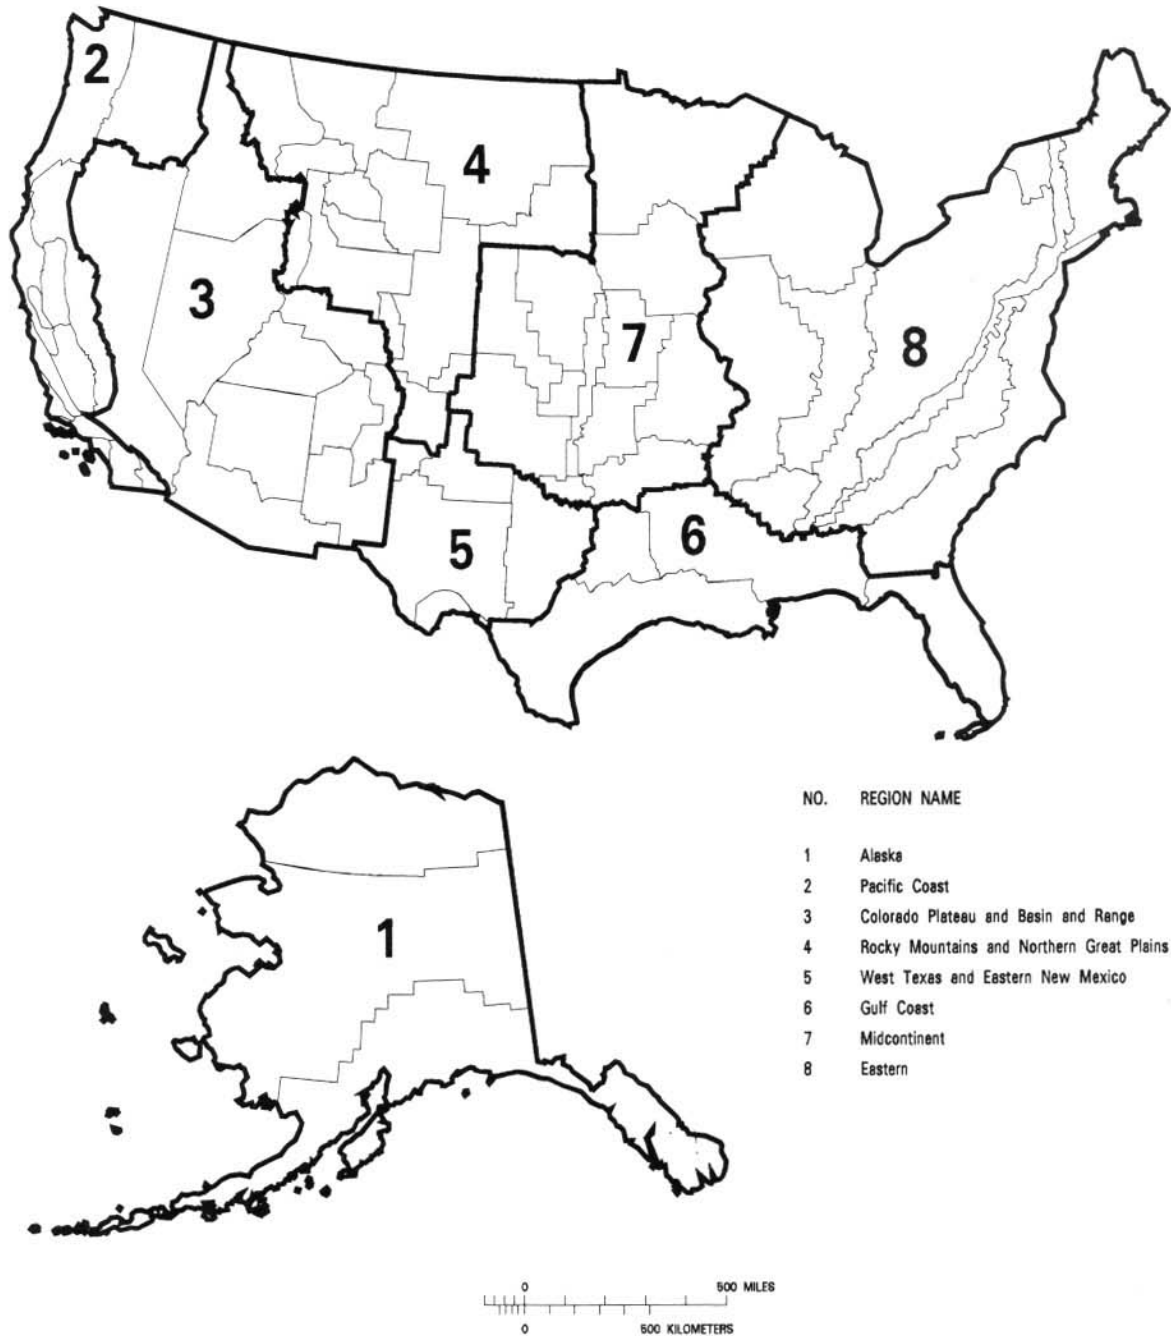 2
4
3
7
8
5
6
1
NO. REGION NAME
1 Alaska
2 Pacific Coast
3 Colorado Plateau and Basin and Range
4 Rocky Mountains and Northern Great Plains
5 West Texas and Eastern New Mexico
6 Gulf Coast
7 Midcontinent
8 Eastern
0 500 MILES
0 500 KILOMETERS